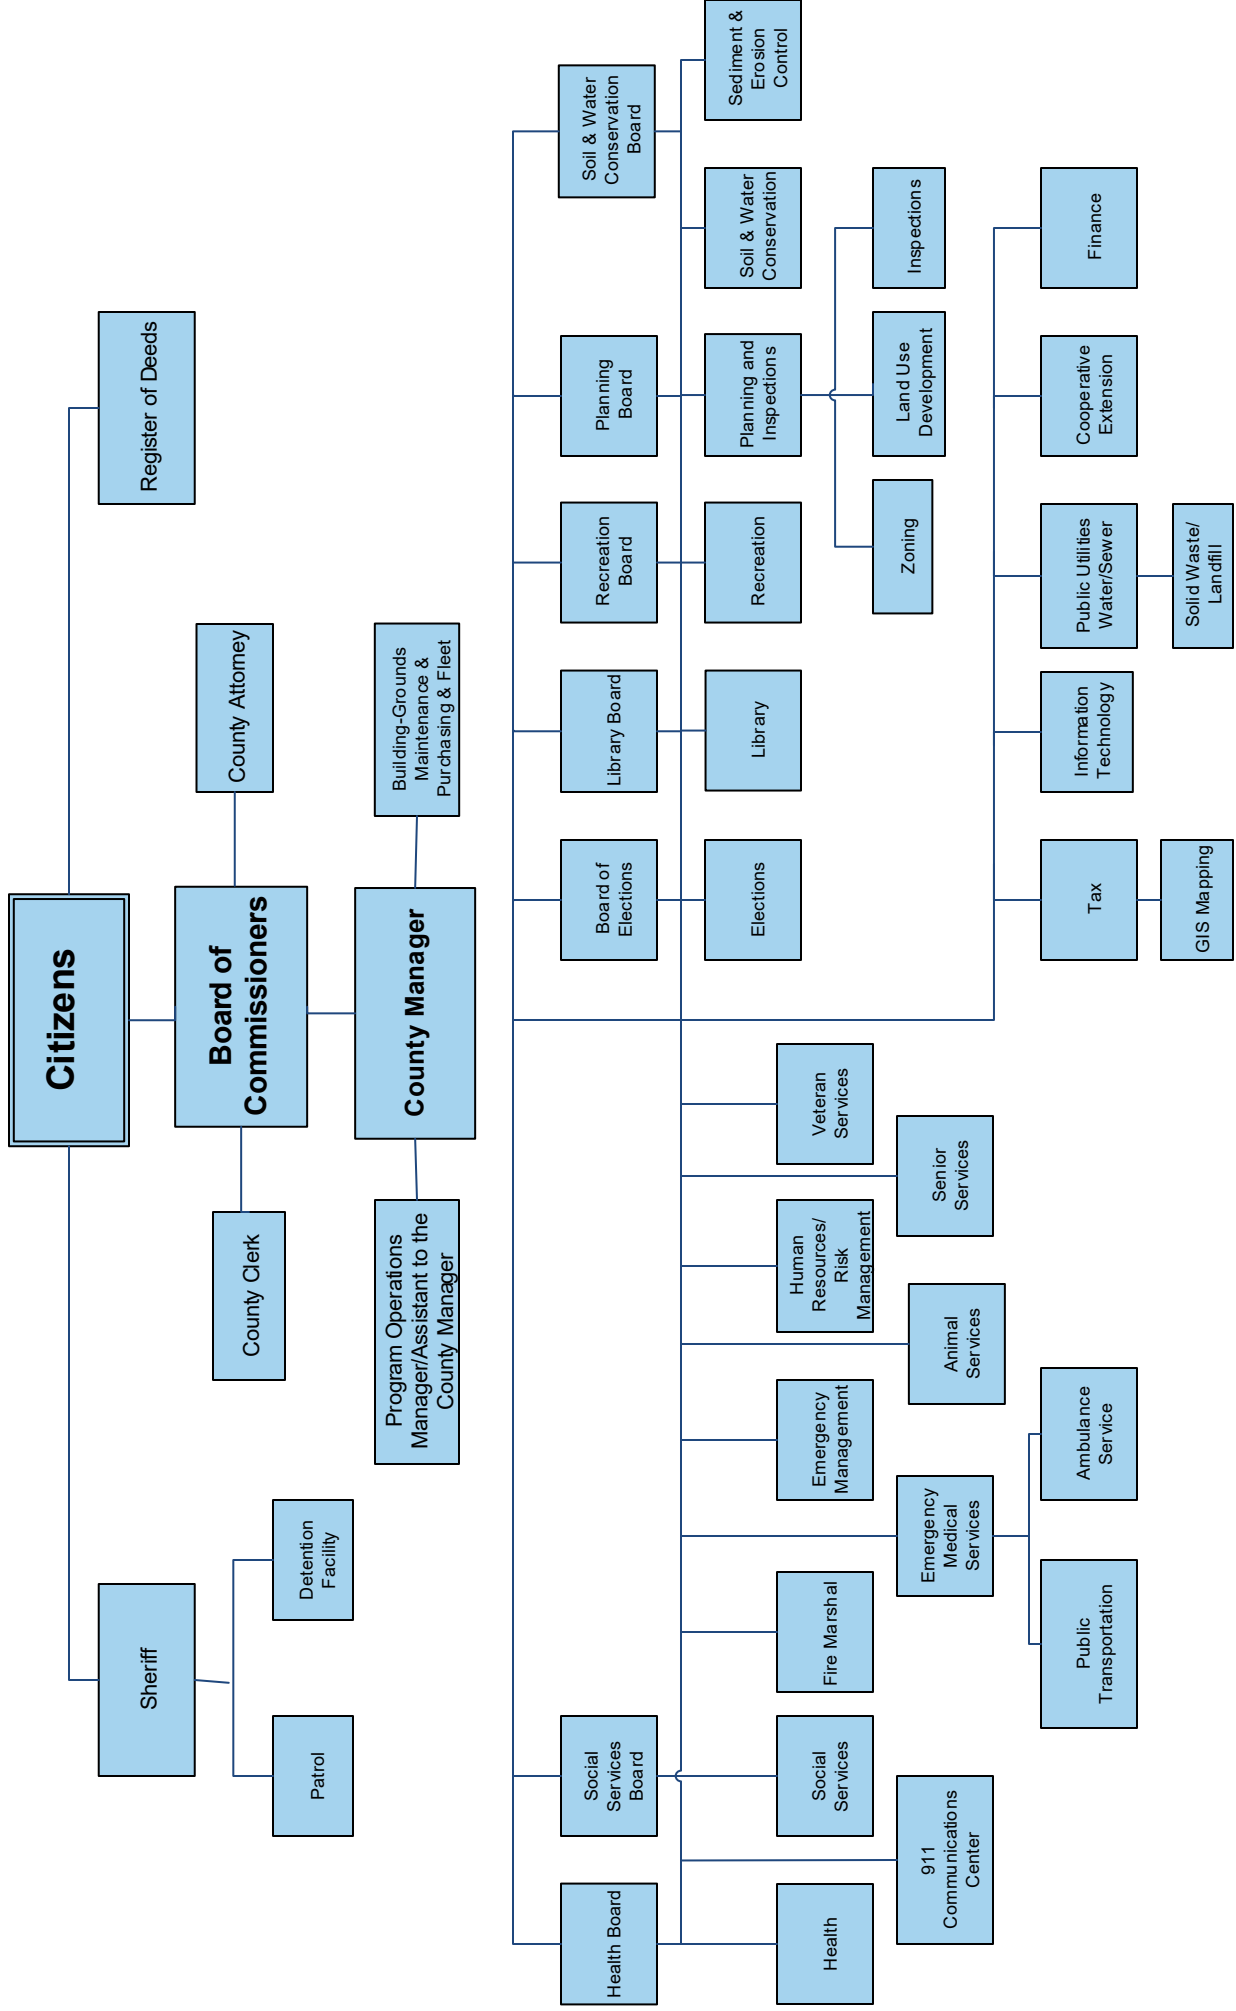 Citizens
Sheriff
Register of Deeds
Patrol
Detention
Facility
County Clerk
Board of
Commissioners
County Attorney
Program Operations
Manager/Assistant to the
County Manager
County Manager
Building-Grounds
Maintenance &
Purchasing & Fleet
Health Board
Social
Services
Board
Board of
Elections
Library Board
Recreation
Board
Planning
Board
Soil & Water
Conservation
Board
Elections
Library
Recreation
Planning and
Inspections
Soil & Water
Conservation
Sediment &
Erosion
Control
Health
Social
Services
Fire Marshal
Emergency
Management
Human
Resources/
Risk
Management
Veteran
Services
Zoning
Land Use
Development
Inspections
911
Communications
Center
Emergency
Medical
Services
Animal
Services
Senior
Services
Public
Transportation
Ambulance
Service
Tax
Information
Technology
Public Utilities
Water/Sewer
Cooperative
Extension
Finance
GIS Mapping
Solid Waste/
Landfill